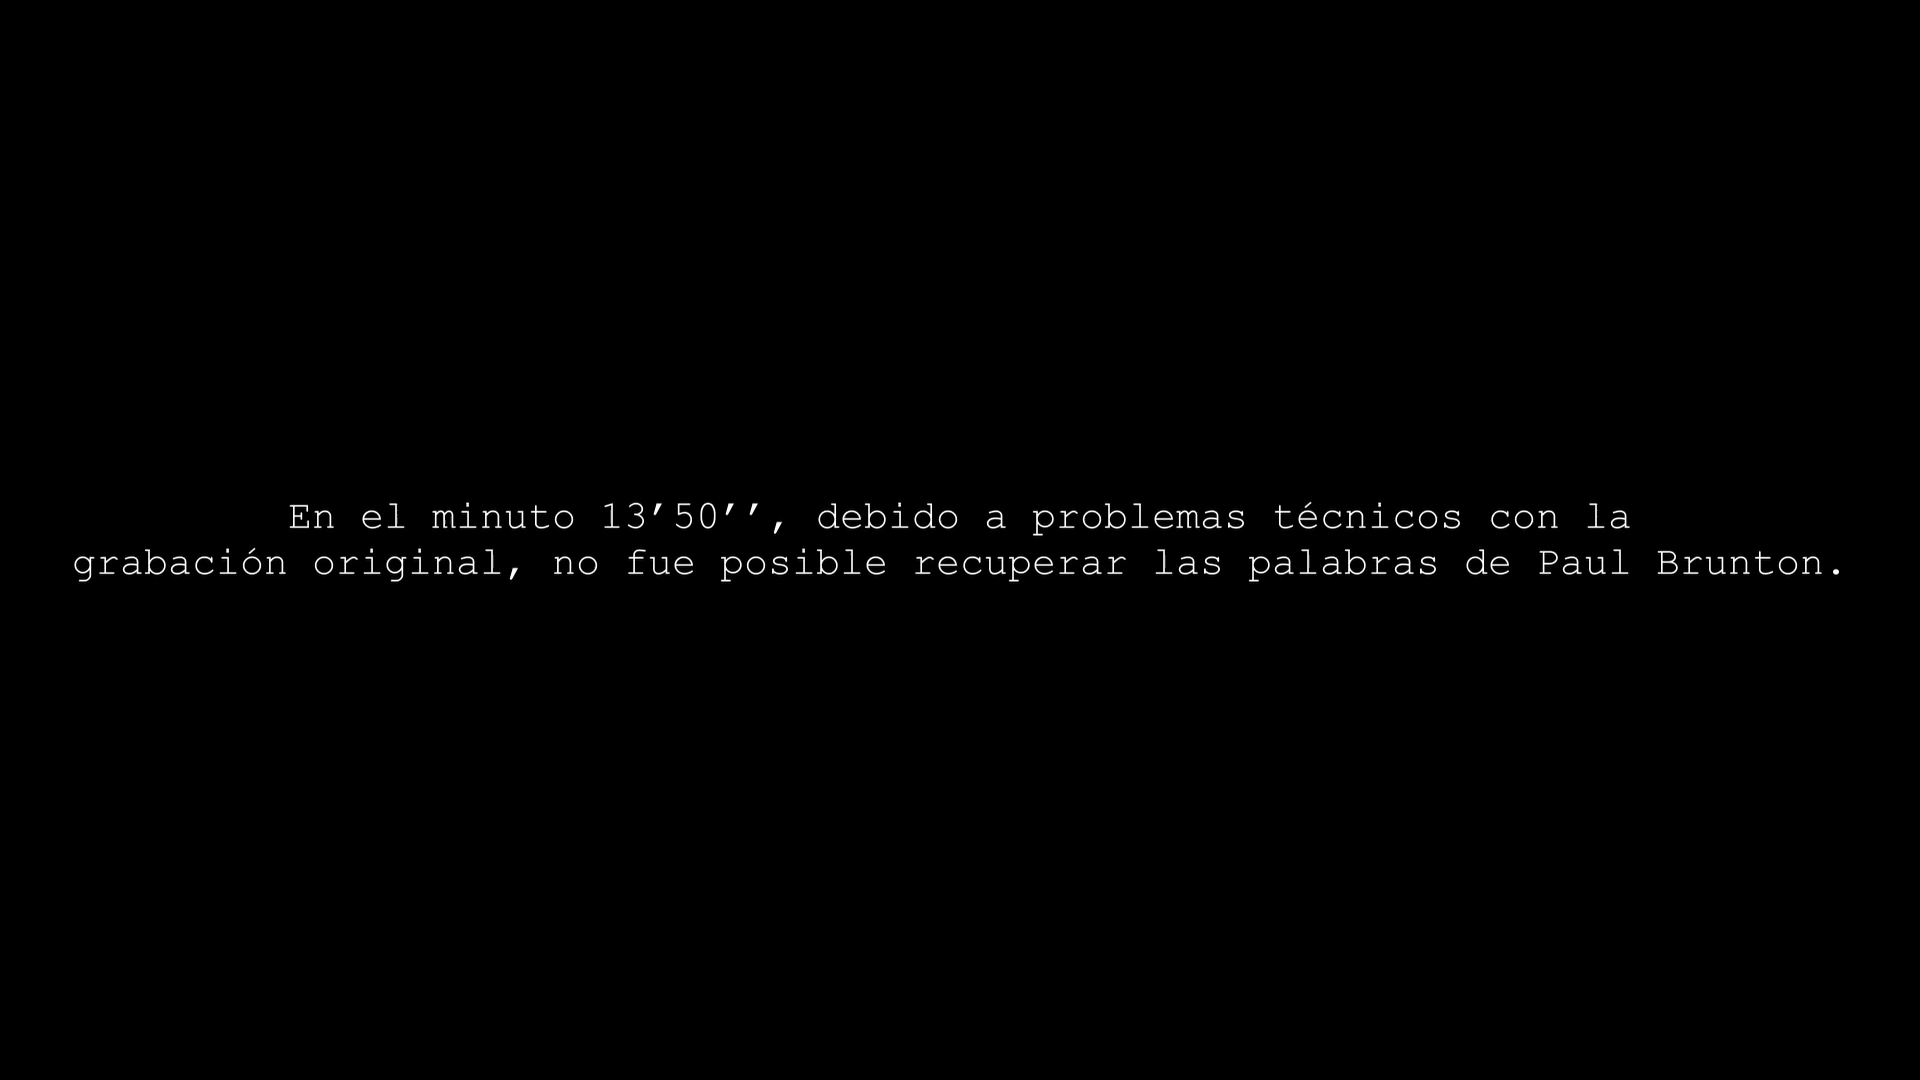 En el minuto 13’50’’, debido a problemas técnicos con la
grabación original, no fue posible recuperar las palabras de Paul Brunton.